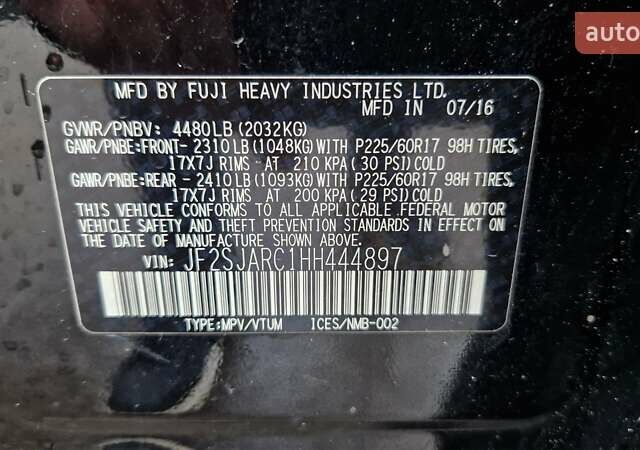 auto
MFD BY FUJI HEAVY INDUSTRIES LTD.
MFD IN 07/16
GVWR/PNBV: 4480LB (2032KG)
GAWR/PNBE:FRONT- 2310LB (1048KG)WITH P225/60R17 98H TIRES,
17X7J RIMS AT 210 KPA (30 PSI)COLD
GAWR/PNBE:REAR - 2410LB (1093KG)WITH P225/60R17 98H TIRES,
17X7J RIMS AT 200 KPA (29 PSI)COLD
THIS VEHICLE CONFORMS TO ALL APPLICABLE FEDERAL MOTOR
VEHICLE SAFETY AND THEFT PREVENTION STANDARDS IN EFFECT ON
THE DATE OF MANUFACTURE SHOWN ABOVE.
VIN: JF2SJARC1HH444897
TYPE:MPV/VTUM ICES/NMB-002